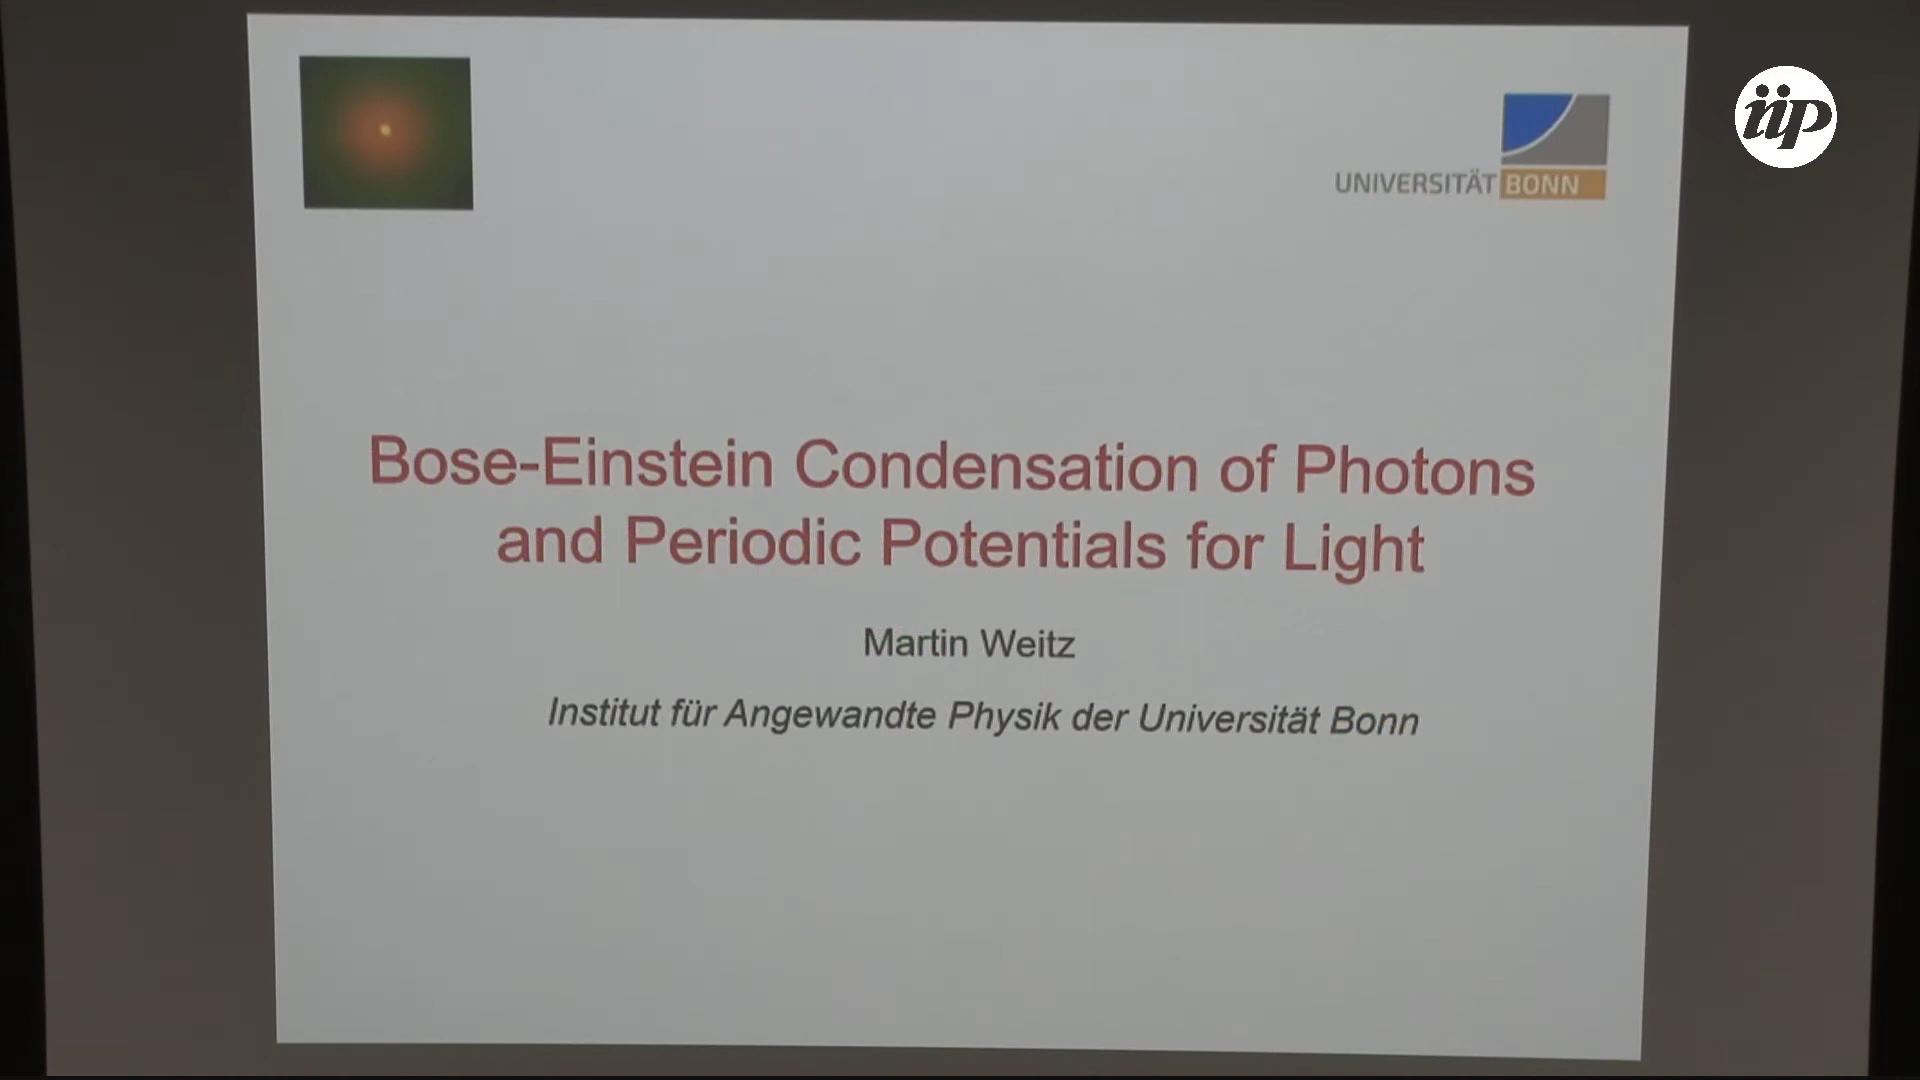 iip
UNIVERSITÄT BONN
Bose-Einstein Condensation of Photons
and Periodic Potentials for Light
Martin Weitz
Institut für Angewandte Physik der Universität Bonn